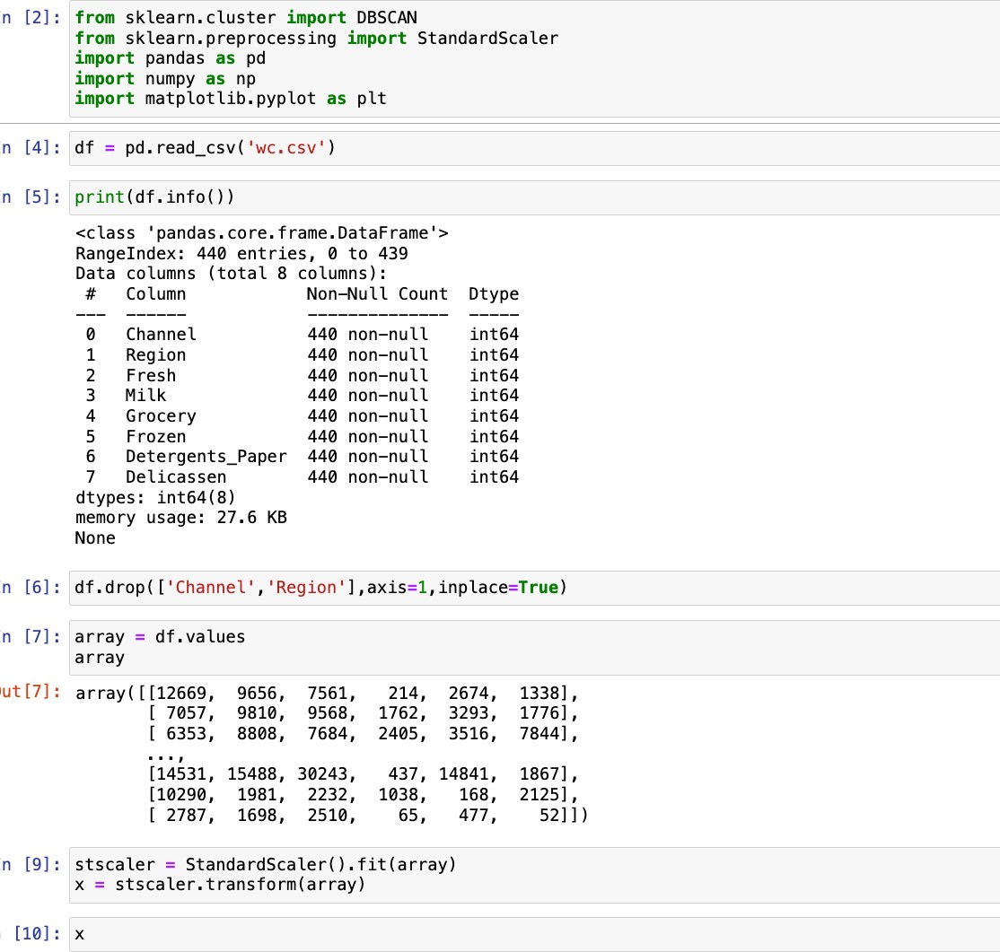 n [2]: from sklearn.cluster import DBSCAN
from sklearn.preprocessing import StandardScaler
import pandas as pd
import numpy as np
import matplotlib.pyplot as plt
n [4]: df = pd.read_csv('wc.csv')
n [5]: print(df.info())
<class 'pandas.core.frame.DataFrame'>
RangeIndex: 440 entries, 0 to 439
Data columns (total 8 columns):
 #   Column            Non-Null Count  Dtype
---  ------            --------------  -----
 0   Channel           440 non-null    int64
 1   Region            440 non-null    int64
 2   Fresh             440 non-null    int64
 3   Milk              440 non-null    int64
 4   Grocery           440 non-null    int64
 5   Frozen            440 non-null    int64
 6   Detergents_Paper  440 non-null    int64
 7   Delicassen        440 non-null    int64
dtypes: int64(8)
memory usage: 27.6 KB
None
n [6]: df.drop(['Channel','Region'],axis=1,inplace=True)
n [7]: array = df.values
array
ut[7]: array([[12669,  9656,  7561,   214,  2674,  1338],
       [ 7057,  9810,  9568,  1762,  3293,  1776],
       [ 6353,  8808,  7684,  2405,  3516,  7844],
       ...,
       [14531, 15488, 30243,   437, 14841,  1867],
       [10290,  1981,  2232,  1038,   168,  2125],
       [ 2787,  1698,  2510,    65,   477,    52]])
n [9]: stscaler = StandardScaler().fit(array)
x = stscaler.transform(array)
[10]: x